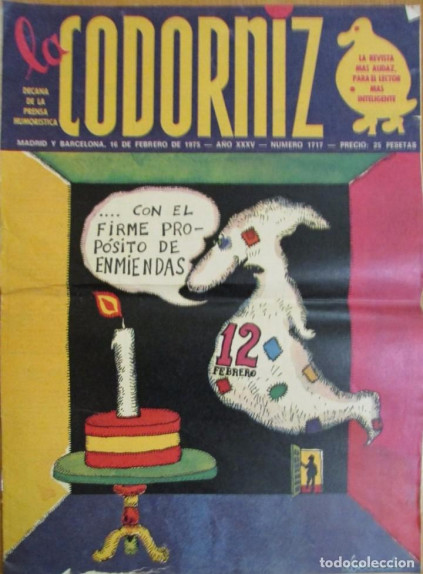 la CODORNIZ
DECANA
DE LA
PRENSA
HUMORISTICA
LA REVISTA
MAS AUDAZ,
PARA EL LECTOR
MAS
INTELIGENTE
MADRID Y BARCELONA, 16 DE FEBRERO DE 1975 — AÑO XXXV — NUMERO 1717 — PRECIO: 25 PESETAS
.... CON EL
FIRME PRO-
PÓSITO DE
ENMIENDAS
12
FEBRERO
todocoleccion